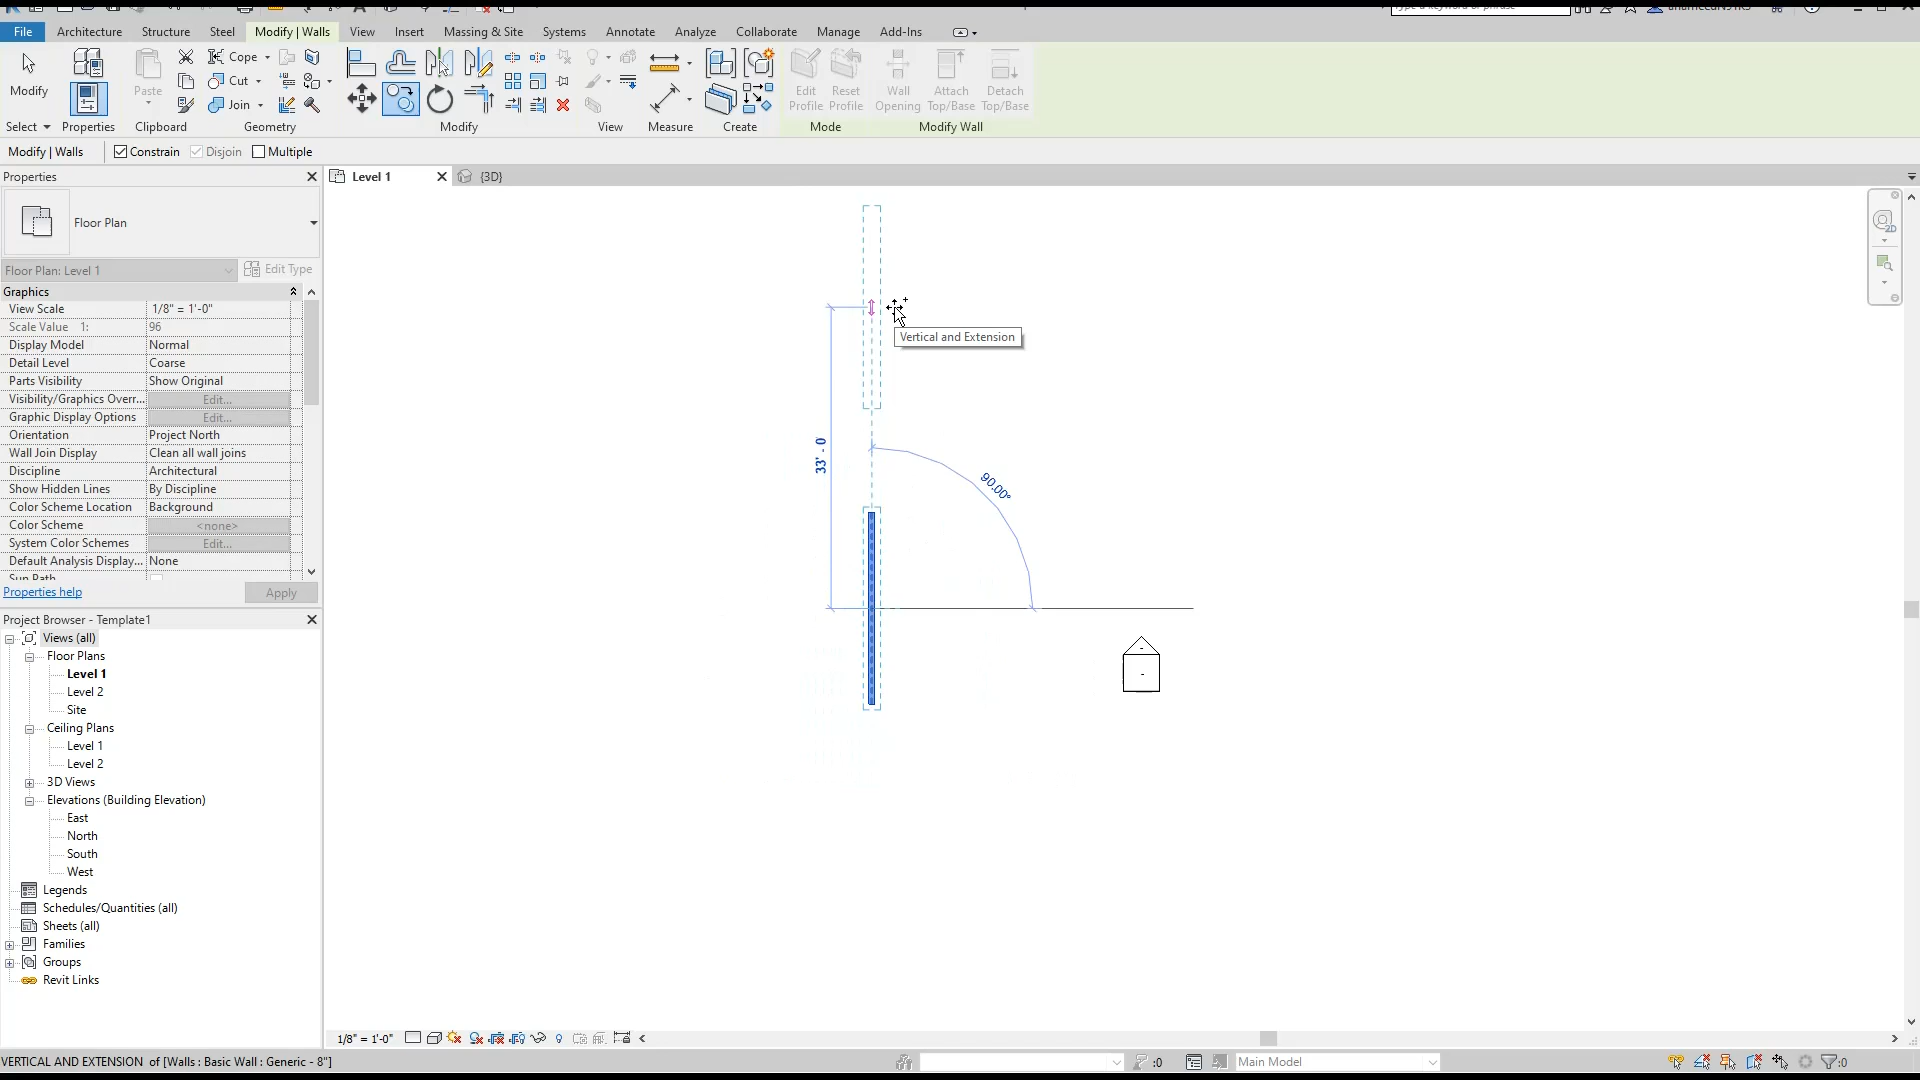 File Architecture Structure Steel Modify | Walls View Insert Massing & Site Systems Annotate Analyze Collaborate Manage Add-Ins
Modify
Paste
Cope
Cut
Join
Edit Profile
Reset Profile
Wall Opening
Attach Top/Base
Detach Top/Base
Select Properties Clipboard Geometry Modify View Measure Create Mode Modify Wall
Modify | Walls Constrain Disjoin Multiple
Properties
Level 1
{3D}
Floor Plan
Floor Plan: Level 1 Edit Type
Graphics
View Scale 1/8" = 1'-0"
Scale Value 1: 96
Display Model Normal
Detail Level Coarse
Parts Visibility Show Original
Visibility/Graphics Overr... Edit...
Graphic Display Options Edit...
Orientation Project North
Wall Join Display Clean all wall joins
Discipline Architectural
Show Hidden Lines By Discipline
Color Scheme Location Background
Color Scheme <none>
System Color Schemes Edit...
Default Analysis Display... None
Sun Path
Properties help Apply
Project Browser - Template1
Views (all)
Floor Plans
Level 1
Level 2
Site
Ceiling Plans
Level 1
Level 2
3D Views
Elevations (Building Elevation)
East
North
South
West
Legends
Schedules/Quantities (all)
Sheets (all)
Families
Groups
Revit Links
Vertical and Extension
33' - 0
90.00°
1/8" = 1'-0"
VERTICAL AND EXTENSION of [Walls : Basic Wall : Generic - 8"]
:0
Main Model
:0